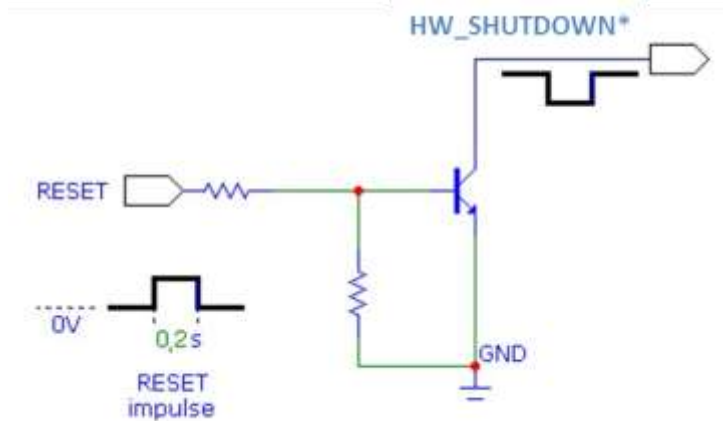 HW_SHUTDOWN*
RESET
GND
0V
0,2s
RESET
impulse